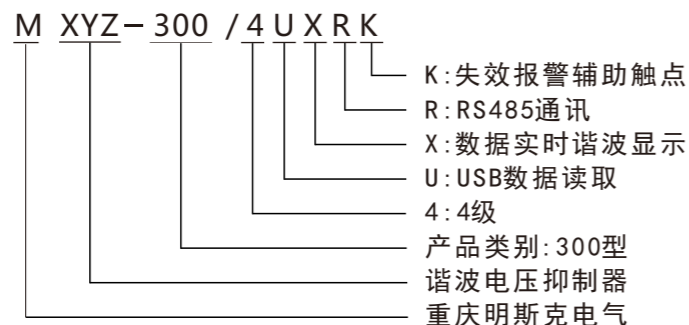 M XYZ-300/4UXRK
K:失效报警辅助触点
R:RS485通讯
X:数据实时谐波显示
U:USB数据读取
4:4级
产品类别:300型
谐波电压抑制器
重庆明斯克电气